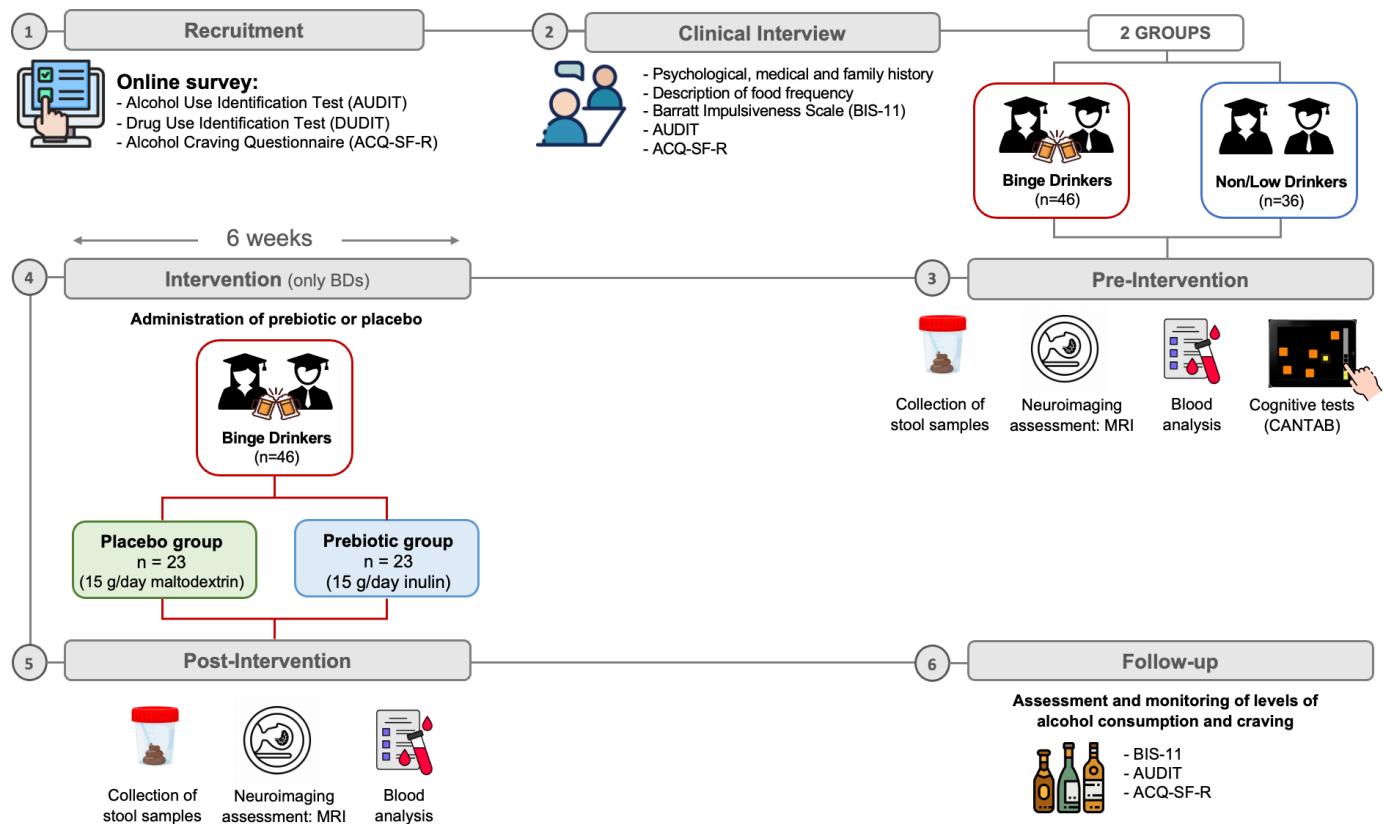 1
Recruitment
Online survey:
- Alcohol Use Identification Test (AUDIT)
- Drug Use Identification Test (DUDIT)
- Alcohol Craving Questionnaire (ACQ-SF-R)
2
Clinical Interview
- Psychological, medical and family history
- Description of food frequency
- Barratt Impulsiveness Scale (BIS-11)
- AUDIT
- ACQ-SF-R
2 GROUPS
Binge Drinkers
(n=46)
Non/Low Drinkers
(n=36)
3
Pre-Intervention
Collection of
stool samples
Neuroimaging
assessment: MRI
Blood
analysis
Cognitive tests
(CANTAB)
6 weeks
4
Intervention (only BDs)
Administration of prebiotic or placebo
Binge Drinkers
(n=46)
Placebo group
n = 23
(15 g/day maltodextrin)
Prebiotic group
n = 23
(15 g/day inulin)
5
Post-Intervention
Collection of
stool samples
Neuroimaging
assessment: MRI
Blood
analysis
6
Follow-up
Assessment and monitoring of levels of
alcohol consumption and craving
- BIS-11
- AUDIT
- ACQ-SF-R